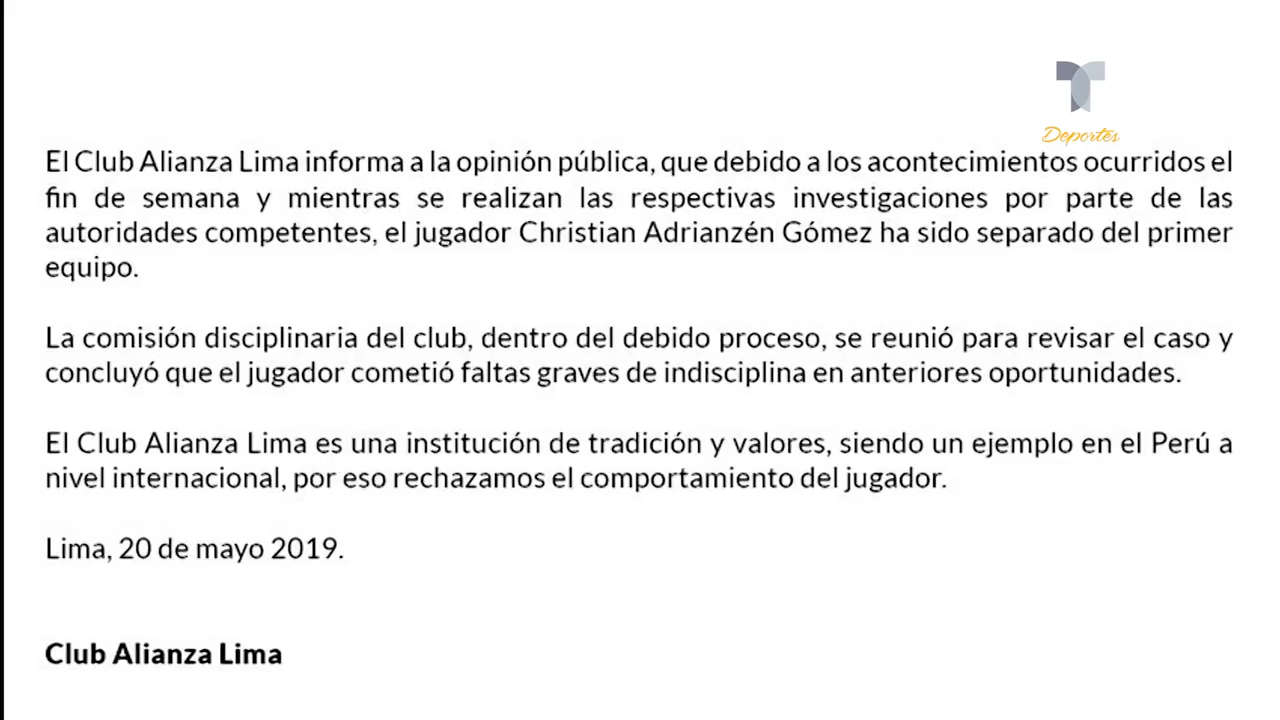 Deportes
El Club Alianza Lima informa a la opinión pública, que debido a los acontecimientos ocurridos el
fin de semana y mientras se realizan las respectivas investigaciones por parte de las
autoridades competentes, el jugador Christian Adrianzén Gómez ha sido separado del primer
equipo.
La comisión disciplinaria del club, dentro del debido proceso, se reunió para revisar el caso y
concluyó que el jugador cometió faltas graves de indisciplina en anteriores oportunidades.
El Club Alianza Lima es una institución de tradición y valores, siendo un ejemplo en el Perú a
nivel internacional, por eso rechazamos el comportamiento del jugador.
Lima, 20 de mayo 2019.
Club Alianza Lima